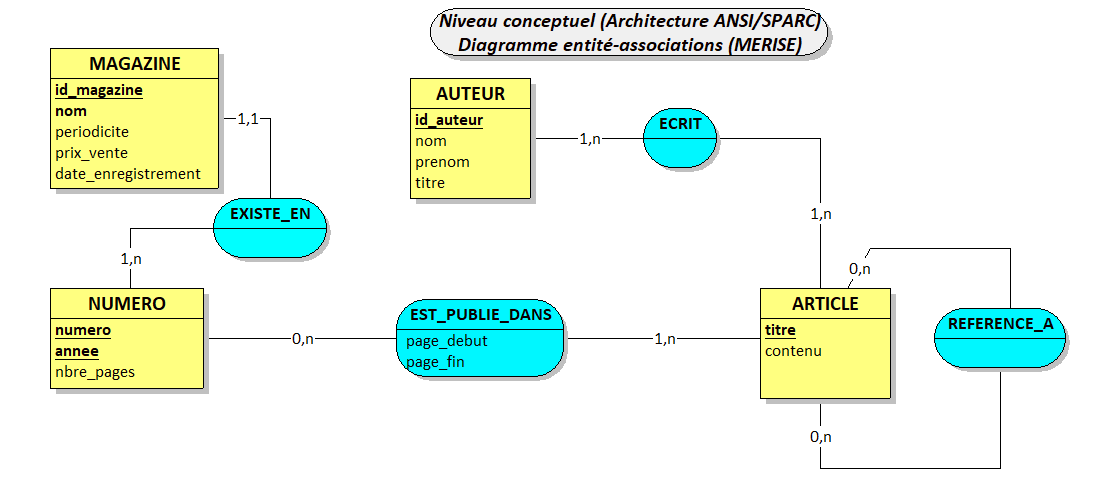 Niveau conceptuel (Architecture ANSI/SPARC)
Diagramme entité-associations (MERISE)
MAGAZINE
id_magazine
nom
periodicite
prix_vente
date_enregistrement
1,1
EXISTE_EN
1,n
AUTEUR
id_auteur
nom
prenom
titre
1,n
ECRIT
1,n
NUMERO
numero
annee
nbre_pages
0,n
EST_PUBLIE_DANS
page_debut
page_fin
1,n
ARTICLE
titre
contenu
0,n
REFERENCE_A
0,n